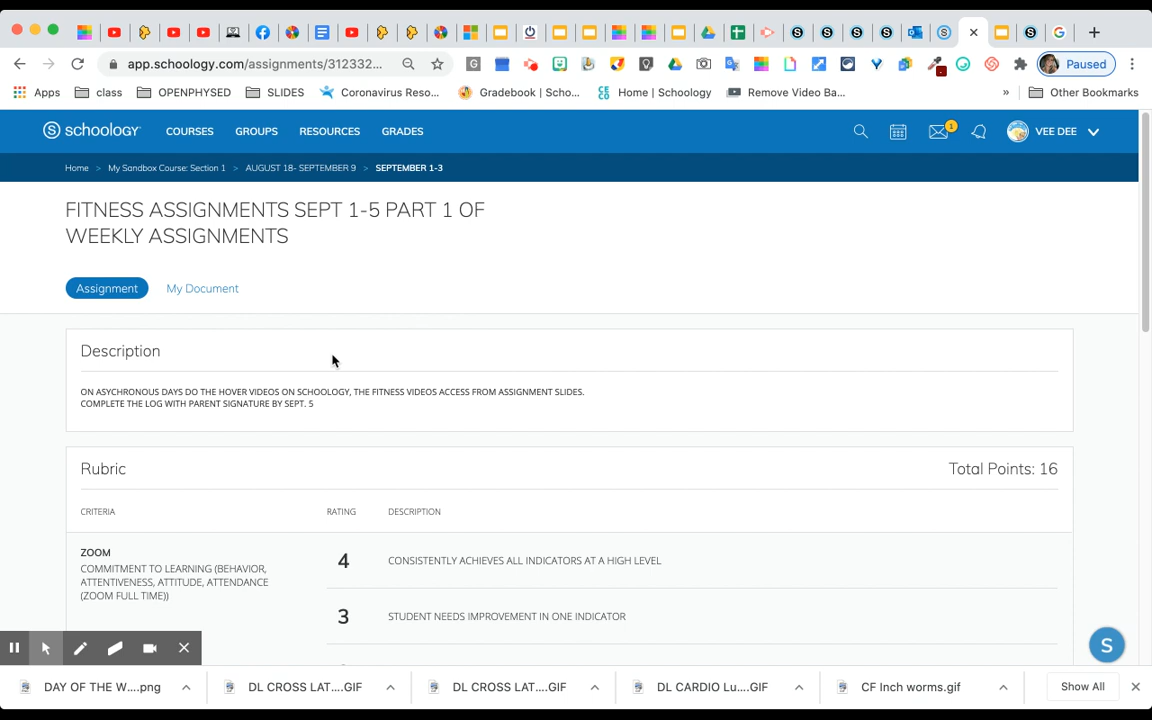 app.schoology.com/assignments/312332...
Paused
Apps
class
OPENPHYSED
SLIDES
Coronavirus Reso...
Gradebook | Scho...
Home | Schoology
Remove Video Ba...
»
Other Bookmarks
S schoology
COURSES
GROUPS
RESOURCES
GRADES
1
VEE DEE
Home > My Sandbox Course: Section 1 > AUGUST 18- SEPTEMBER 9 > SEPTEMBER 1-3
FITNESS ASSIGNMENTS SEPT 1-5 PART 1 OF
WEEKLY ASSIGNMENTS
Assignment
My Document
Description
ON ASYCHRONOUS DAYS DO THE HOVER VIDEOS ON SCHOOLOGY, THE FITNESS VIDEOS ACCESS FROM ASSIGNMENT SLIDES.
COMPLETE THE LOG WITH PARENT SIGNATURE BY SEPT. 5
Rubric
Total Points: 16
CRITERIA
RATING
DESCRIPTION
ZOOM
COMMITMENT TO LEARNING (BEHAVIOR,
ATTENTIVENESS, ATTITUDE, ATTENDANCE
(ZOOM FULL TIME))
4
CONSISTENTLY ACHIEVES ALL INDICATORS AT A HIGH LEVEL
3
STUDENT NEEDS IMPROVEMENT IN ONE INDICATOR
S
DAY OF THE W....png
DL CROSS LAT....GIF
DL CROSS LAT....GIF
DL CARDIO Lu....GIF
CF Inch worms.gif
Show All